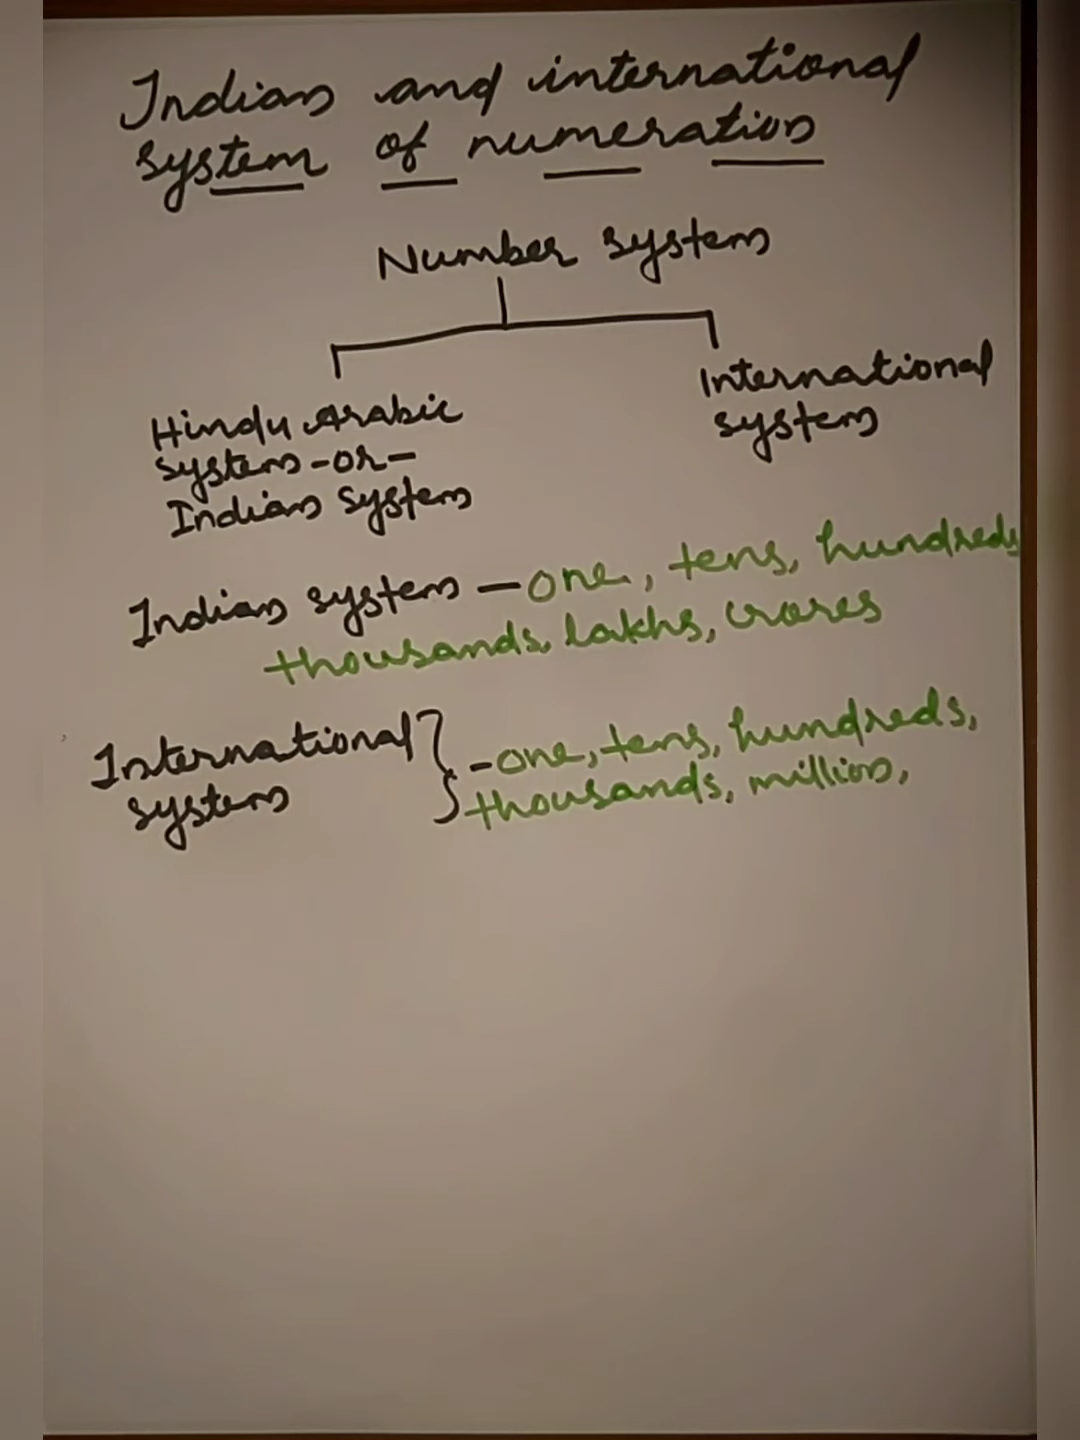 Indian and international
system of numeration
Number system
Hindu Arabic
system -or-
Indian system
International
system
Indian system - one, tens, hundreds
thousands, lakhs, crores
International
system
- one, tens, hundreds,
thousands, million,